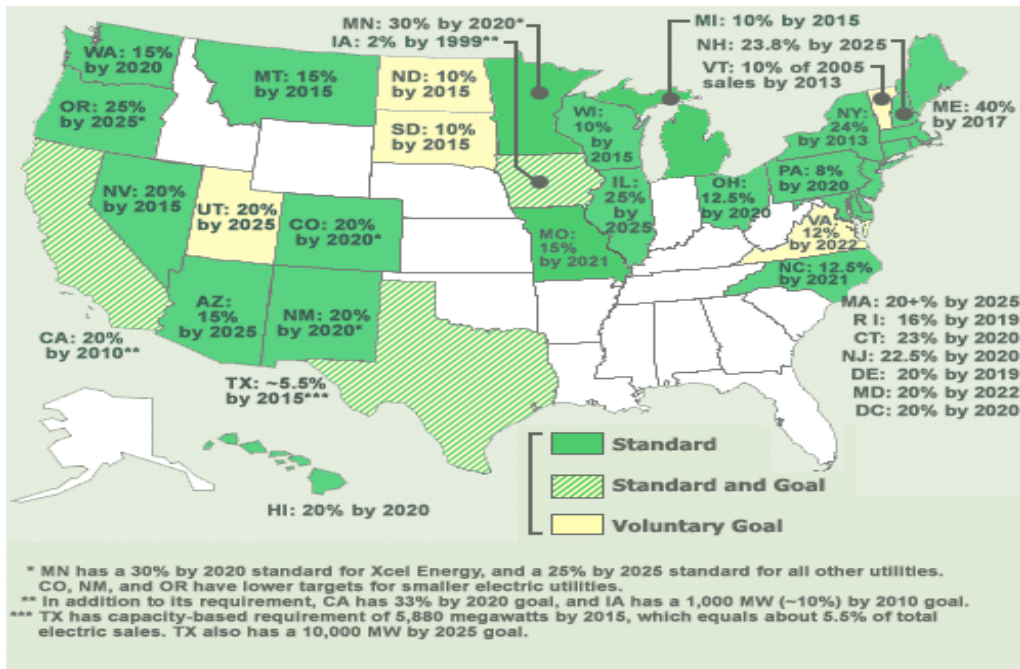 MN: 30% by 2020*
IA: 2% by 1999**
MI: 10% by 2015
NH: 23.8% by 2025
VT: 10% of 2005
sales by 2013
WA: 15%
by 2020
MT: 15%
by 2015
ND: 10%
by 2015
OR: 25%
by 2025*
SD: 10%
by 2015
WI:
10%
by
2015
NY:
24%
by 2013
ME: 40%
by 2017
NV: 20%
by 2015
UT: 20%
by 2025
CO: 20%
by 2020*
IL:
25%
by
2025
OH:
12.5%
by 2020
PA: 8%
by 2020
MO:
15%
by 2021
VA:
12%
by 2022
NC: 12.5%
by 2021
AZ:
15%
by 2025
NM: 20%
by 2020*
CA: 20%
by 2010**
TX: ~5.5%
by 2015***
MA: 20+% by 2025
R I: 16% by 2019
CT: 23% by 2020
NJ: 22.5% by 2020
DE: 20% by 2019
MD: 20% by 2022
DC: 20% by 2020
HI: 20% by 2020
Standard
Standard and Goal
Voluntary Goal
* MN has a 30% by 2020 standard for Xcel Energy, and a 25% by 2025 standard for all other utilities.
CO, NM, and OR have lower targets for smaller electric utilities.
** In addition to its requirement, CA has 33% by 2020 goal, and IA has a 1,000 MW (~10%) by 2010 goal.
*** TX has capacity-based requirement of 5,880 megawatts by 2015, which equals about 5.5% of total
electric sales. TX also has a 10,000 MW by 2025 goal.